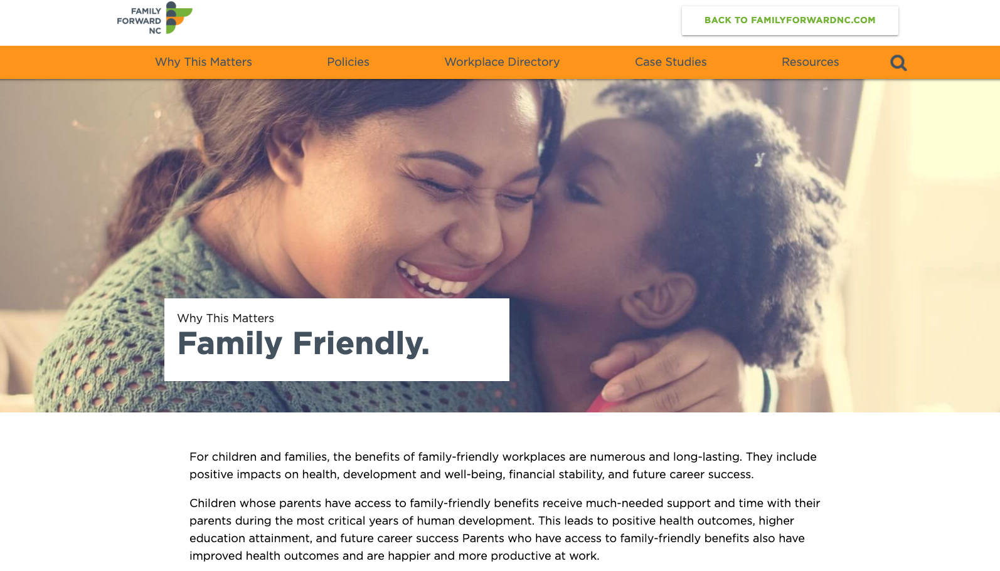 FAMILY
FORWARD
NC
BACK TO FAMILYFORWARDNC.COM
Why This Matters
Policies
Workplace Directory
Case Studies
Resources
Why This Matters
Family Friendly.
For children and families, the benefits of family-friendly workplaces are numerous and long-lasting. They include
positive impacts on health, development and well-being, financial stability, and future career success.
Children whose parents have access to family-friendly benefits receive much-needed support and time with their
parents during the most critical years of human development. This leads to positive health outcomes, higher
education attainment, and future career success Parents who have access to family-friendly benefits also have
improved health outcomes and are happier and more productive at work.